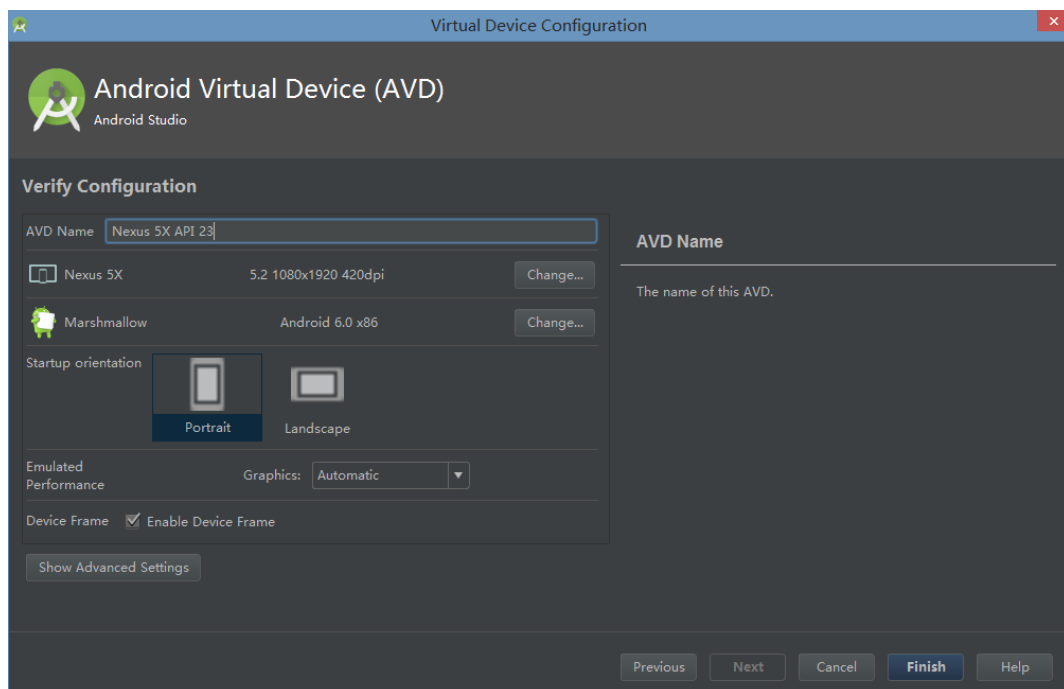 Virtual Device Configuration
Android Virtual Device (AVD)
Android Studio
Verify Configuration
AVD Name Nexus 5X API 23
Nexus 5X 5.2 1080x1920 420dpi Change...
Marshmallow Android 6.0 x86 Change...
Startup orientation
Portrait Landscape
Emulated
Performance
Graphics: Automatic
Device Frame Enable Device Frame
Show Advanced Settings
AVD Name
The name of this AVD.
Previous Next Cancel Finish Help